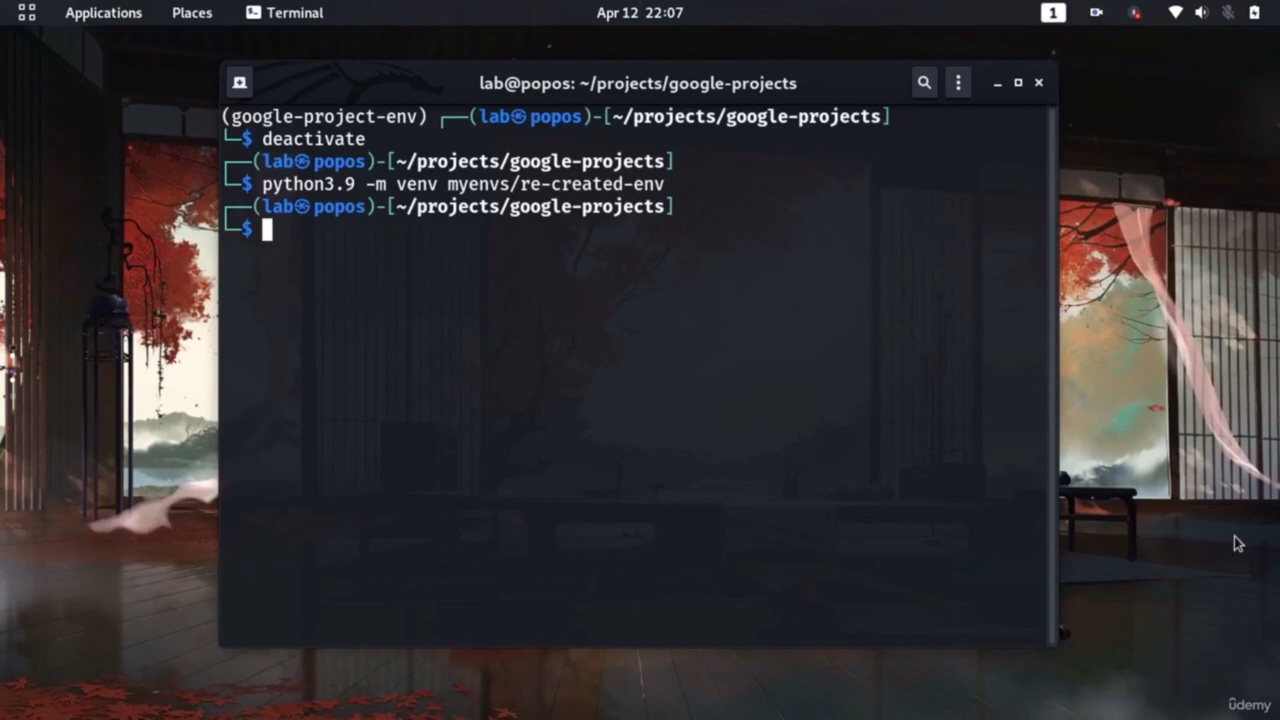 Applications Places Terminal Apr 12 22:07 1
lab@popos: ~/projects/google-projects
(google-project-env) ┌──(lab㉿popos)-[~/projects/google-projects]
└─$ deactivate
┌──(lab㉿popos)-[~/projects/google-projects]
└─$ python3.9 -m venv myenvs/re-created-env
┌──(lab㉿popos)-[~/projects/google-projects]
└─$
ûdemy